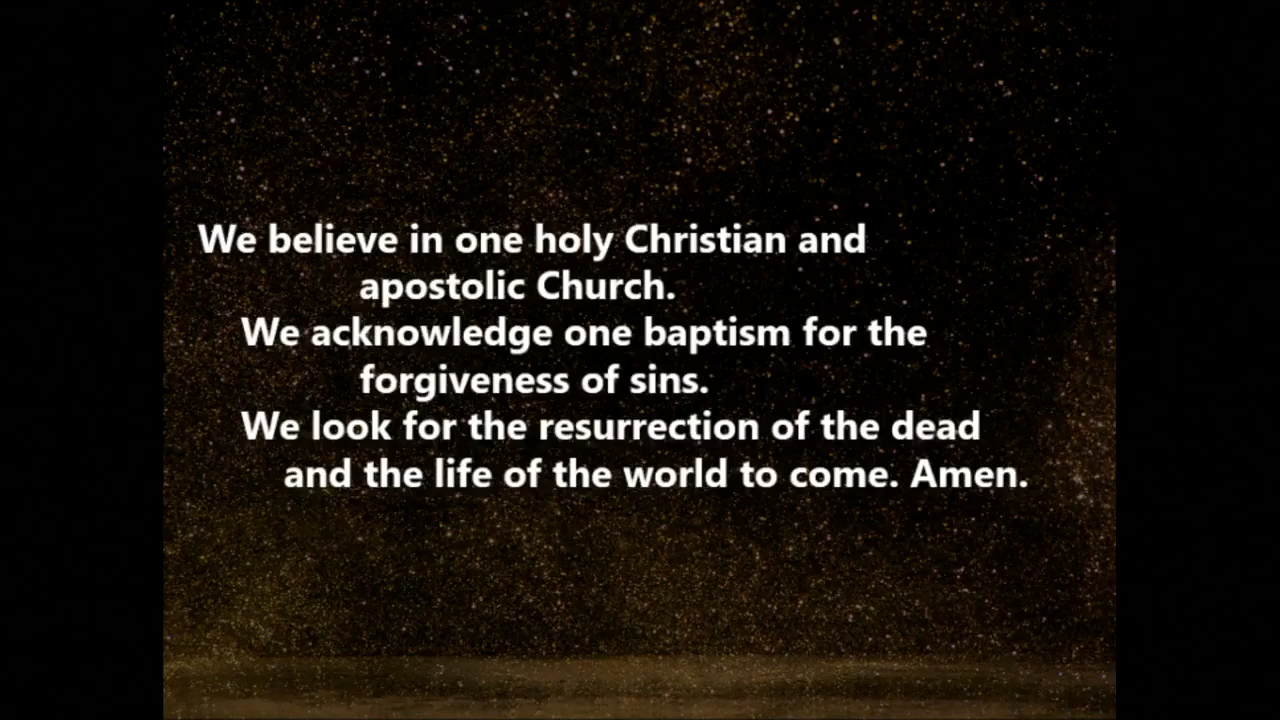 We believe in one holy Christian and
apostolic Church.
We acknowledge one baptism for the
forgiveness of sins.
We look for the resurrection of the dead
and the life of the world to come. Amen.